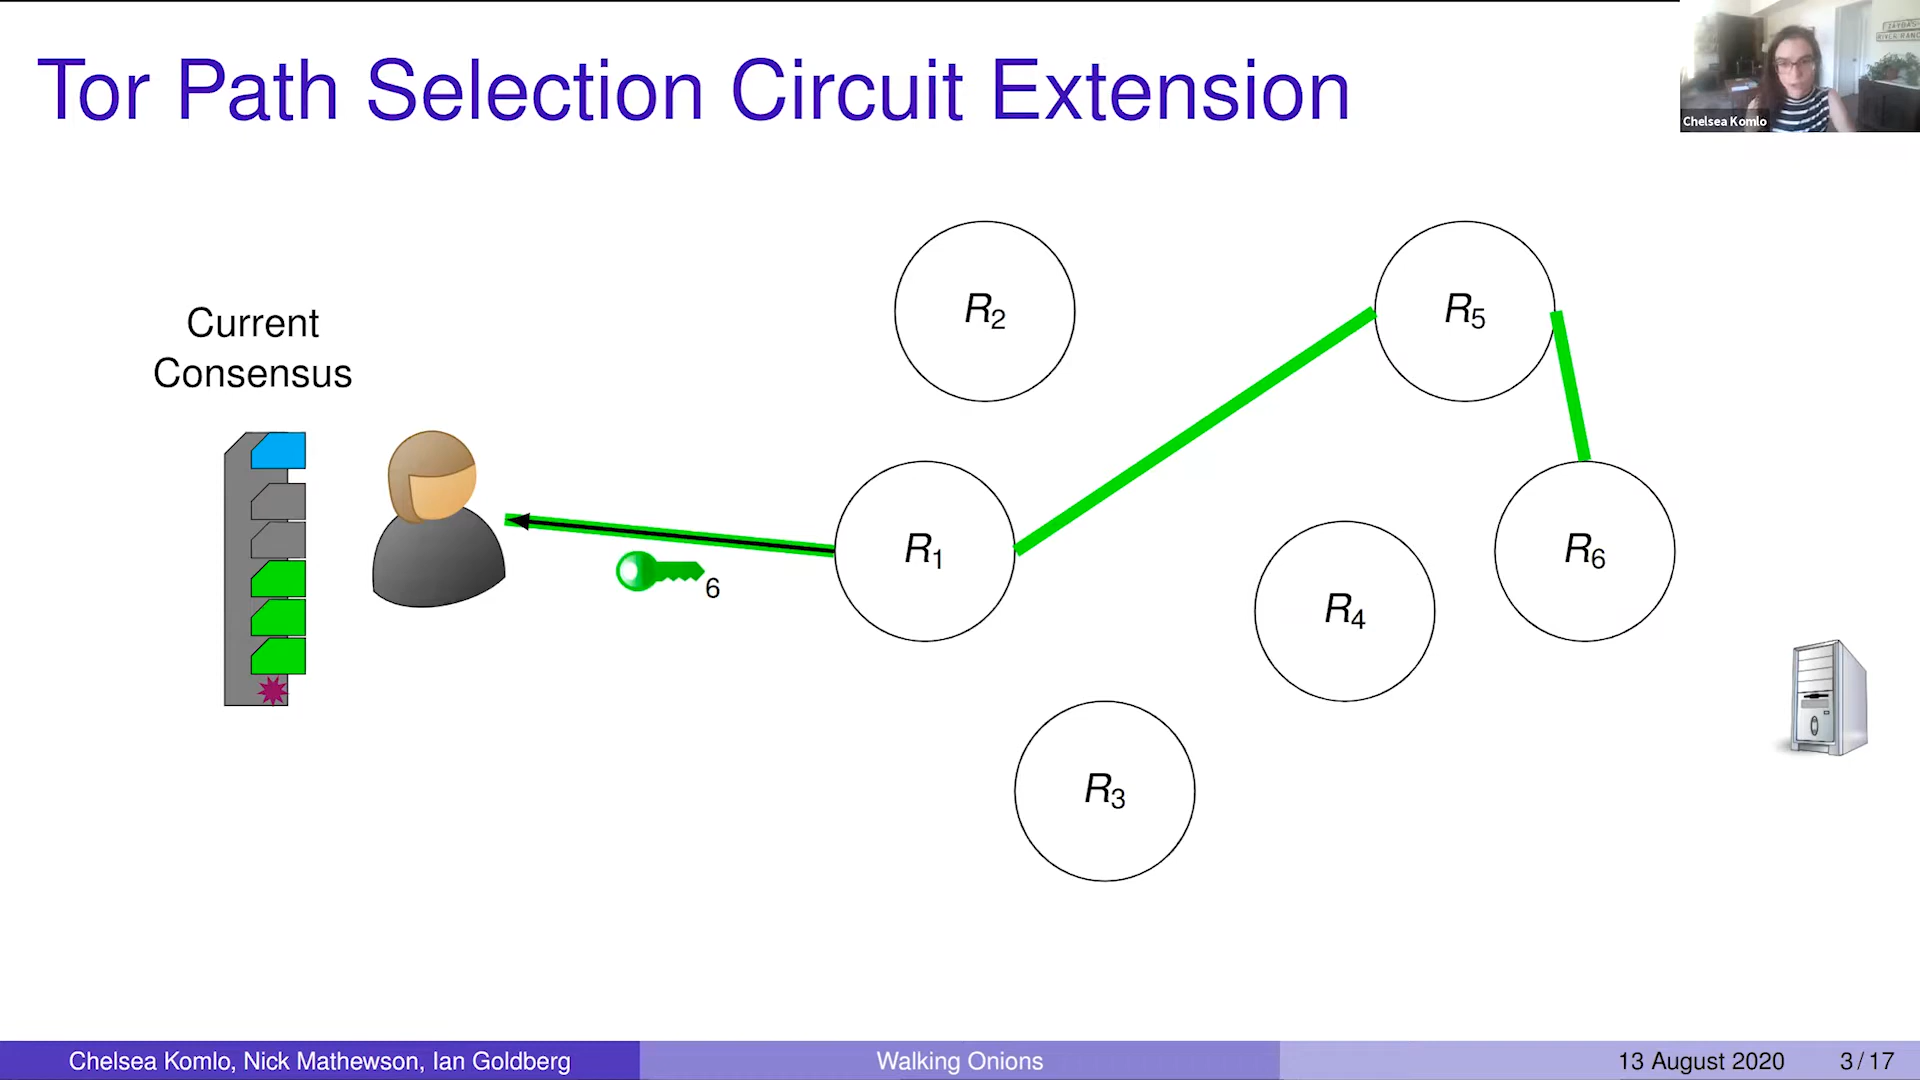 Tor Path Selection Circuit Extension
Chelsea Komlo
Current
Consensus
R2
R5
R1
R6
R4
R3
6
Chelsea Komlo, Nick Mathewson, Ian Goldberg
Walking Onions
13 August 2020
3 / 17